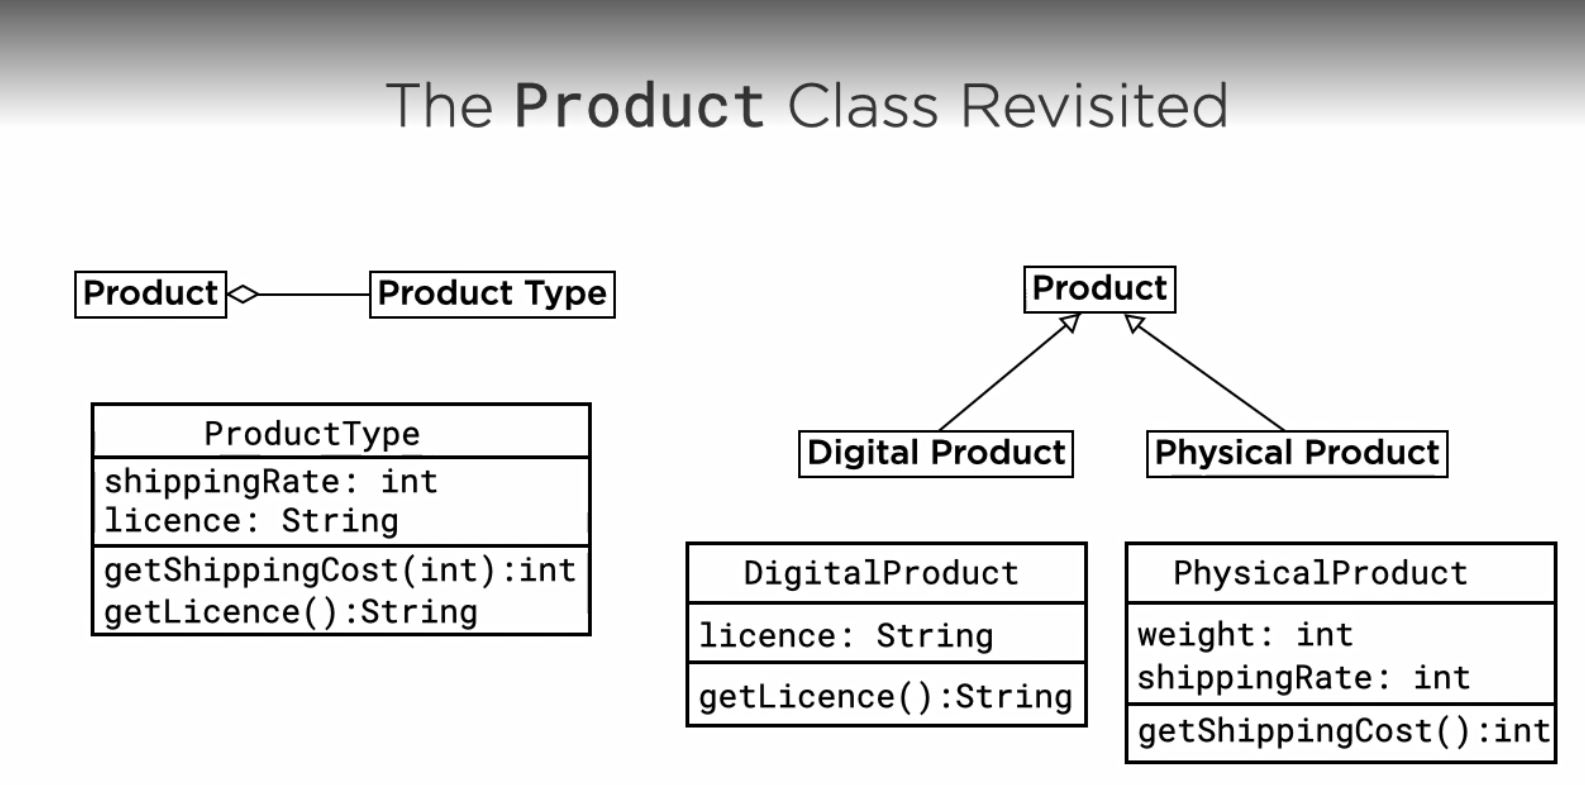 The Product Class Revisited
Product
Product Type
ProductType
shippingRate: int
licence: String
getShippingCost(int):int
getLicence():String
Product
Digital Product
Physical Product
DigitalProduct
licence: String
getLicence():String
PhysicalProduct
weight: int
shippingRate: int
getShippingCost():int